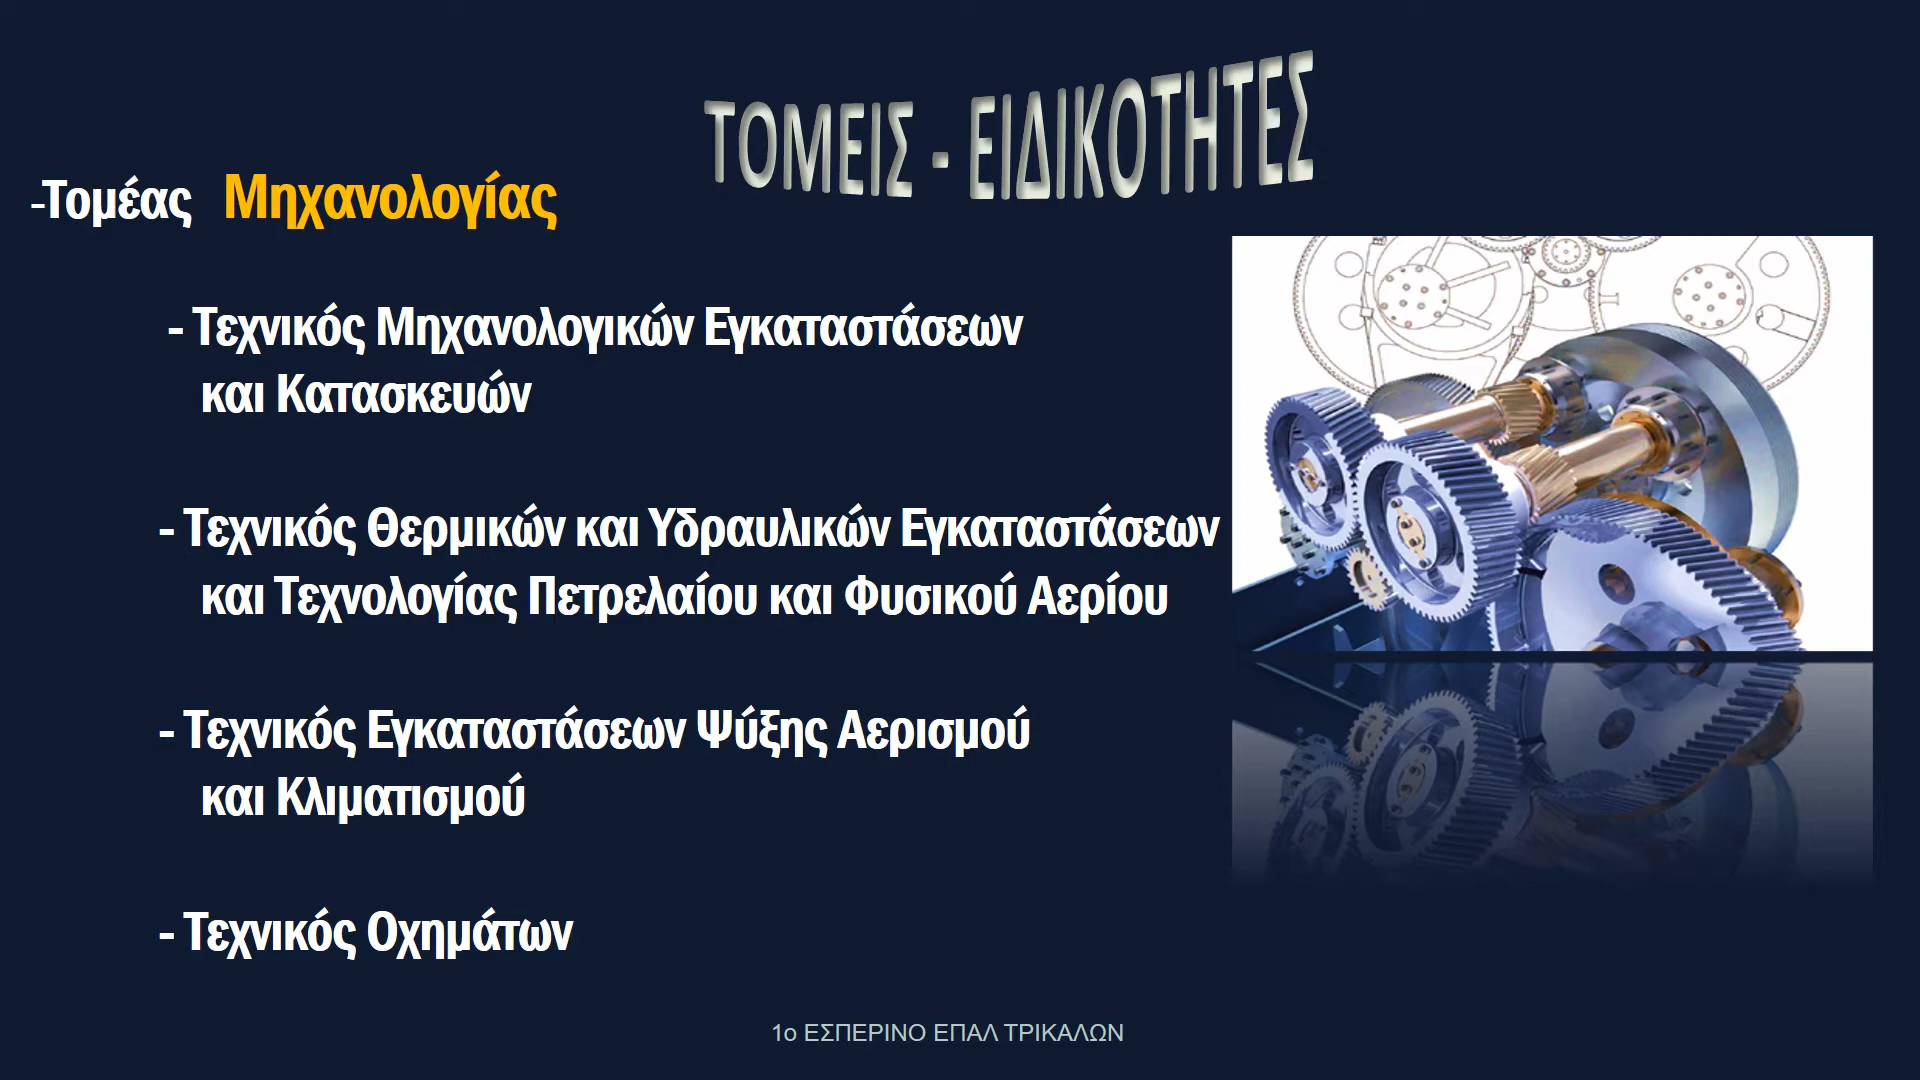 ΤΟΜΕΙΣ - ΕΙΔΙΚΟΤΗΤΕΣ
-Τομέας Μηχανολογίας
- Τεχνικός Μηχανολογικών Εγκαταστάσεων
και Κατασκευών
- Τεχνικός Θερμικών και Υδραυλικών Εγκαταστάσεων
και Τεχνολογίας Πετρελαίου και Φυσικού Αερίου
- Τεχνικός Εγκαταστάσεων Ψύξης Αερισμού
και Κλιματισμού
- Τεχνικός Οχημάτων
1ο ΕΣΠΕΡΙΝΟ ΕΠΑΛ ΤΡΙΚΑΛΩΝ